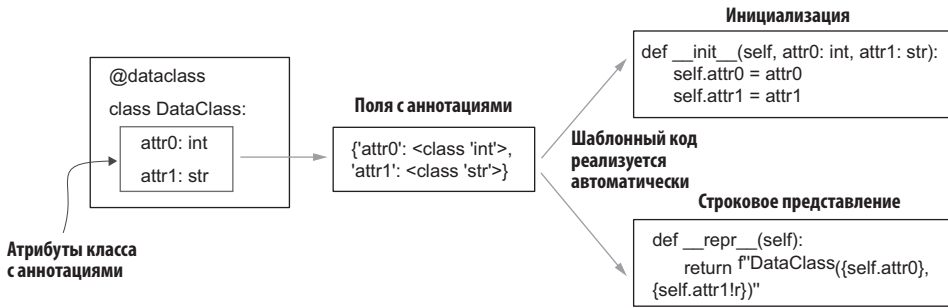 @dataclass
class DataClass:
attr0: int
attr1: str
Атрибуты класса
с аннотациями
Поля с аннотациями
{'attr0': <class 'int'>,
'attr1': <class 'str'>}
Шаблонный код
реализуется
автоматически
Инициализация
def __init__(self, attr0: int, attr1: str):
self.attr0 = attr0
self.attr1 = attr1
Строковое представление
def __repr__(self):
return f"DataClass({self.attr0},
{self.attr1!r})"